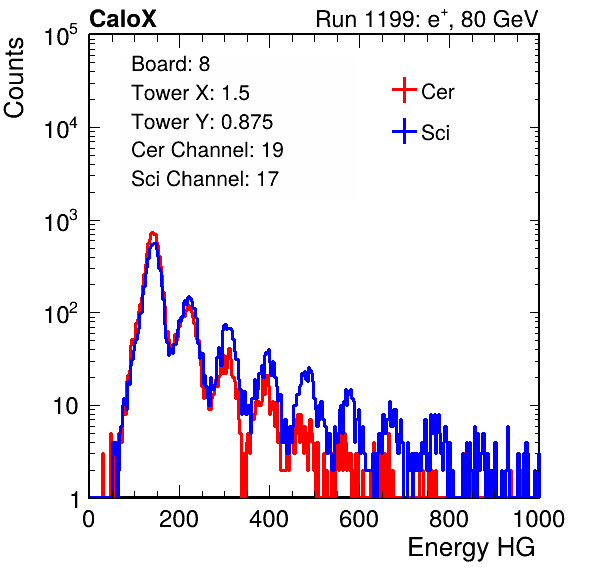 CaloX Run 1199: e+, 80 GeV
Counts
Board: 8
Tower X: 1.5
Tower Y: 0.875
Cer Channel: 19
Sci Channel: 17
Cer
Sci
10^5
10^4
10^3
10^2
10
1
0 200 400 600 800 1000
Energy HG